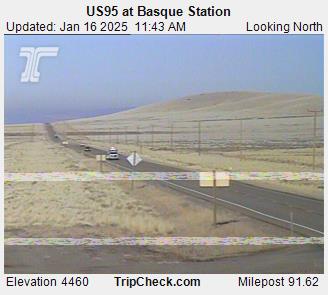 US95 at Basque Station
Updated: Jan 16 2025 11:43 AM Looking North
Elevation 4460 TripCheck.com Milepost 91.62